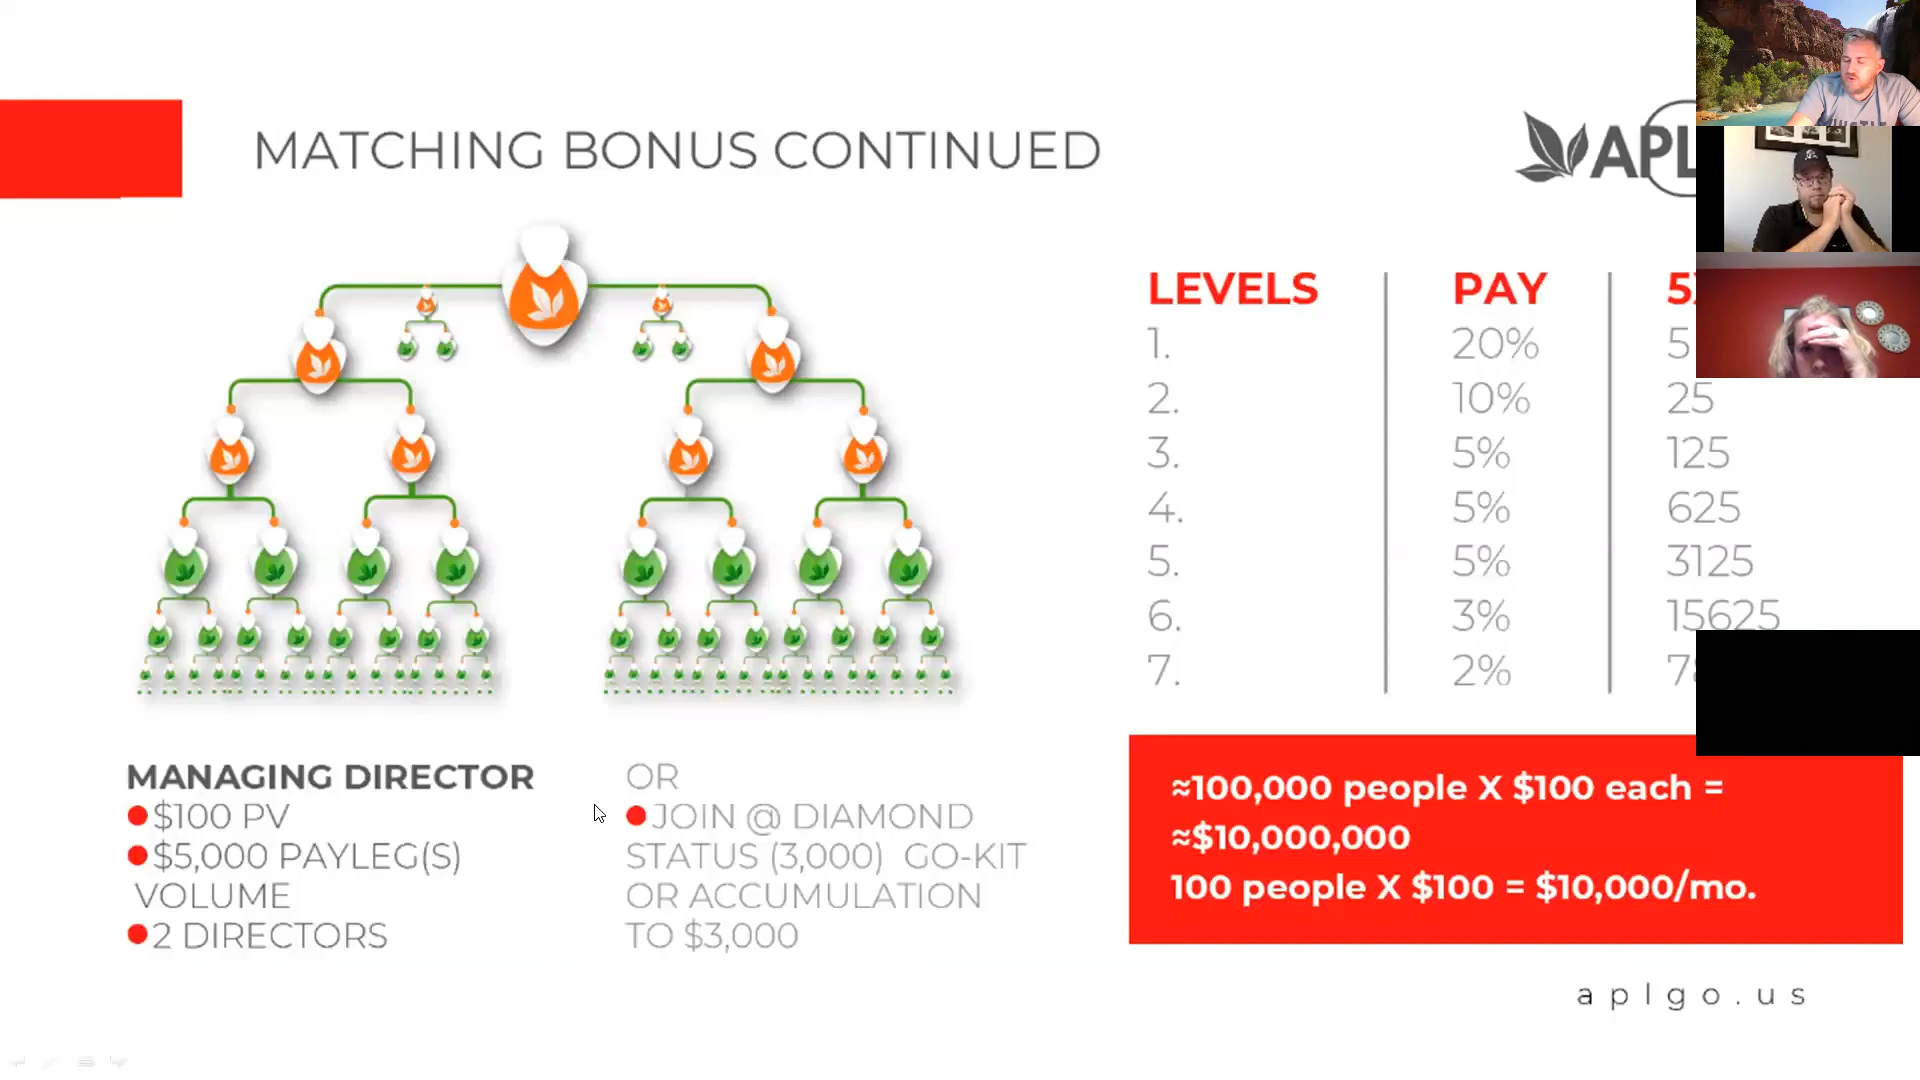 MATCHING BONUS CONTINUED
APL
LEVELS PAY 5
1. 20% 5
2. 10% 25
3. 5% 125
4. 5% 625
5. 5% 3125
6. 3% 15625
7. 2% 7
MANAGING DIRECTOR
$100 PV
$5,000 PAYLEG(S)
VOLUME
2 DIRECTORS
OR
JOIN @ DIAMOND
STATUS (3,000) GO-KIT
OR ACCUMULATION
TO $3,000
≈100,000 people X $100 each =
≈$10,000,000
100 people X $100 = $10,000/mo.
aplgo.us